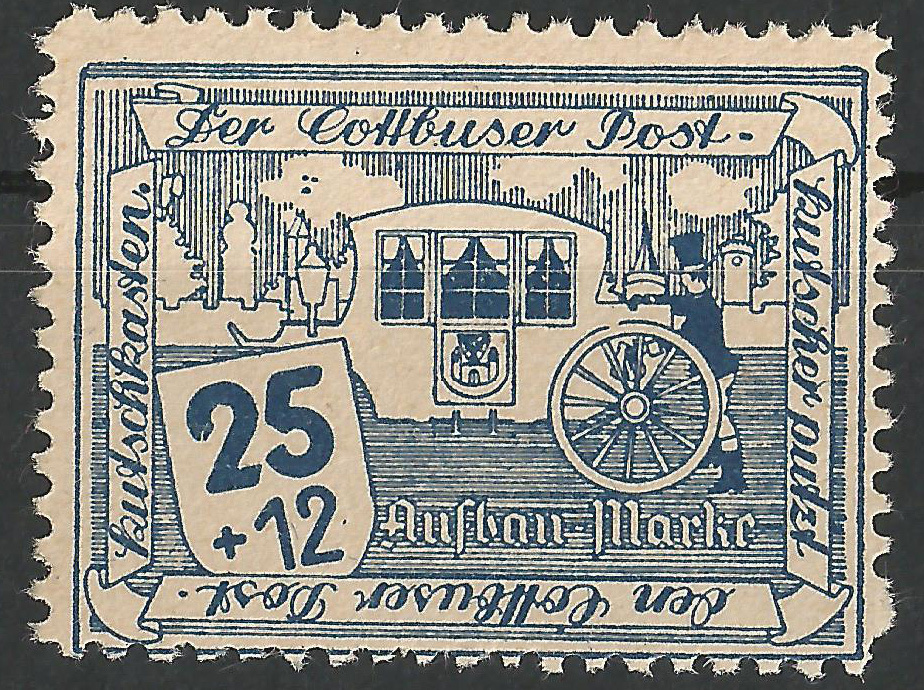 Der Cottbuser Post-
kutscher putzt
den Cottbuser Post-
kutschkasten.
25
+12
Aufbau-Marke